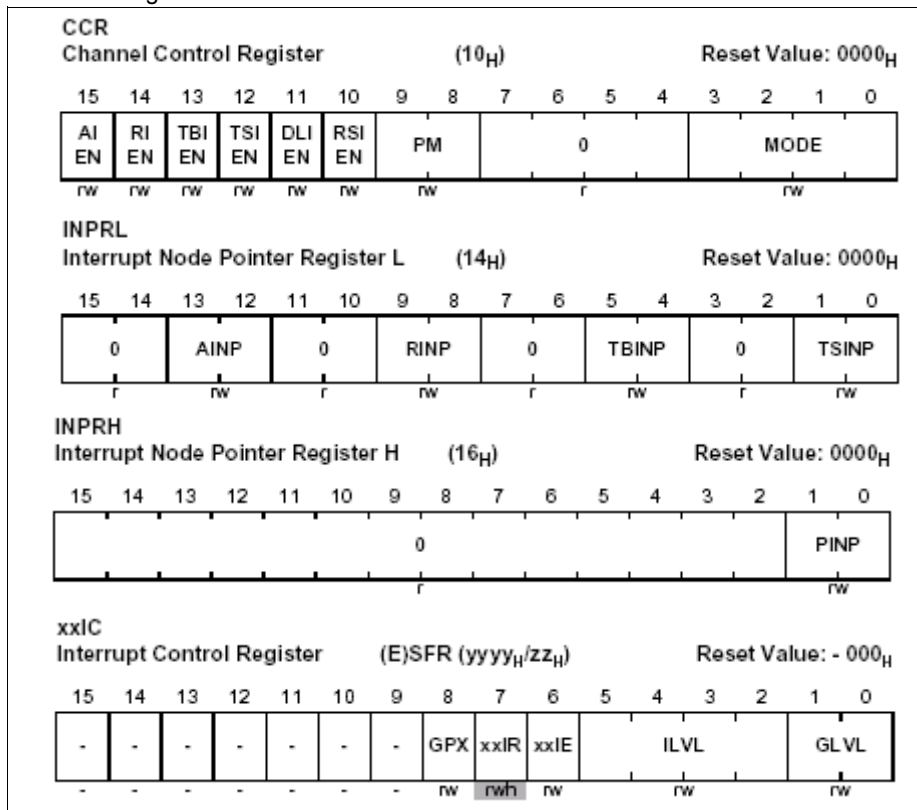 CCR
Channel Control Register (10H) Reset Value: 0000H
15 14 13 12 11 10 9 8 7 6 5 4 3 2 1 0
AI EN RI EN TBI EN TSI EN DLI EN RSI EN PM 0 MODE
rw rw rw rw rw rw rw r rw
INPRL
Interrupt Node Pointer Register L (14H) Reset Value: 0000H
15 14 13 12 11 10 9 8 7 6 5 4 3 2 1 0
0 AINP 0 RINP 0 TBINP 0 TSINP
r rw r rw r rw r rw
INPRH
Interrupt Node Pointer Register H (16H) Reset Value: 0000H
15 14 13 12 11 10 9 8 7 6 5 4 3 2 1 0
0 PINP
r rw
xxIC
Interrupt Control Register (E)SFR (yyyyH/zzH) Reset Value: - 000H
15 14 13 12 11 10 9 8 7 6 5 4 3 2 1 0
- - - - - - - GPX xxIR xxIE ILVL GLVL
- - - - - - - rw rwh rw rw rw